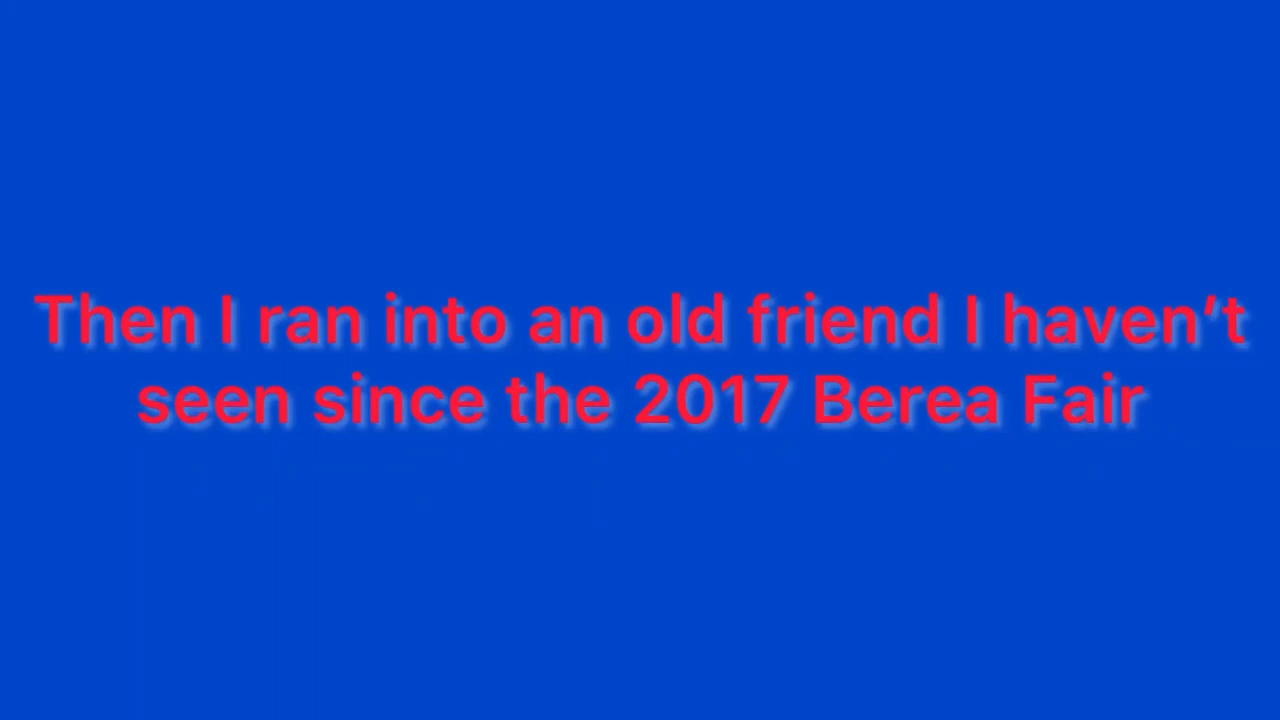 Then I ran into an old friend I haven’t
seen since the 2017 Berea Fair